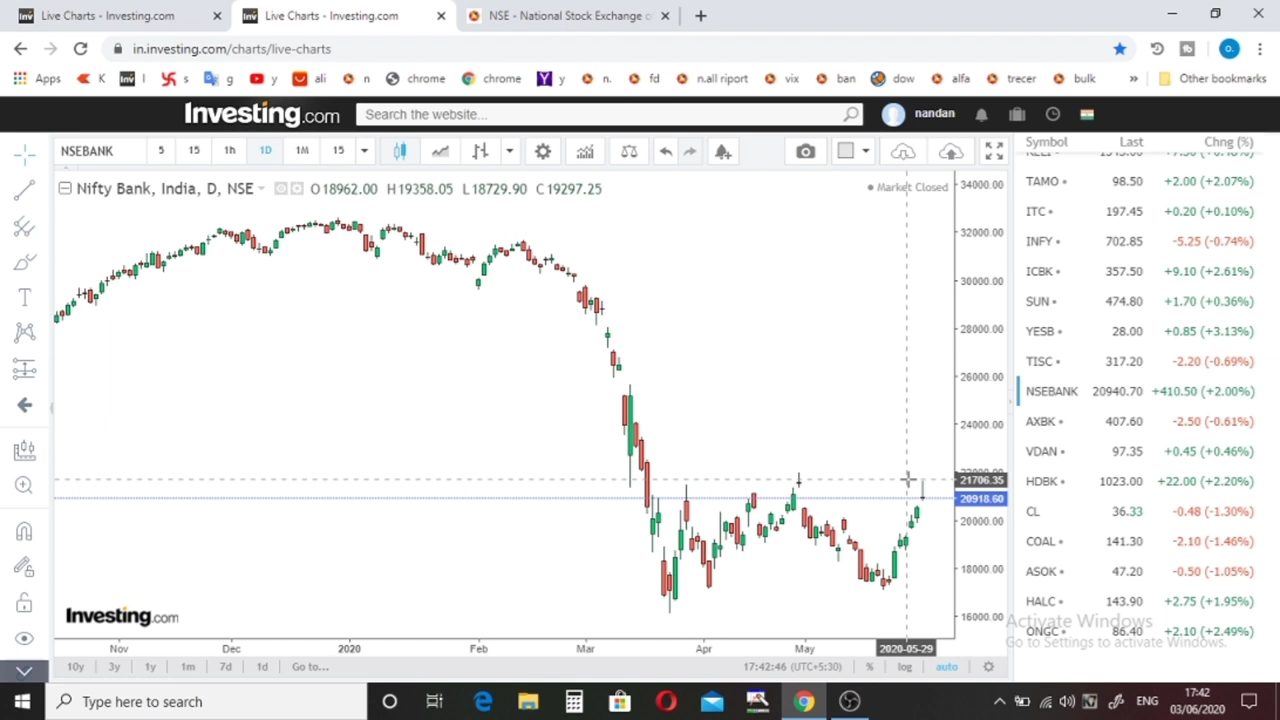 Live Charts - Investing.com
Live Charts - Investing.com
NSE - National Stock Exchange o
in.investing.com/charts/live-charts
Apps K l s g y ali n chrome chrome y n. fd n.all riport vix ban dow alfa trecer bulk » Other bookmarks
Investing.com Search the website... nandan
NSEBANK 5 15 1h 1D 1M 15
Nifty Bank, India, D, NSE O18962.00 H19358.05 L18729.90 C19297.25
Market Closed
34000.00
32000.00
30000.00
28000.00
26000.00
24000.00
21706.35
20918.60
20000.00
18000.00
16000.00
Investing.com
Nov Dec 2020 Feb Mar Apr May 2020-05-29
10y 3y 1y 1m 7d 1d Go to... 17:42:46 (UTC+5:30) % log auto
Symbol Last Chng (%)
TAMO 98.50 +2.00 (+2.07%)
ITC 197.45 +0.20 (+0.10%)
INFY 702.85 -5.25 (-0.74%)
ICBK 357.50 +9.10 (+2.61%)
SUN 474.80 +1.70 (+0.36%)
YESB 28.00 +0.85 (+3.13%)
TISC 317.20 -2.20 (-0.69%)
NSEBANK 20940.70 +410.50 (+2.00%)
AXBK 407.60 -2.50 (-0.61%)
VDAN 97.35 +0.45 (+0.46%)
HDBK 1023.00 +22.00 (+2.20%)
CL 36.33 -0.48 (-1.30%)
COAL 141.30 -2.10 (-1.46%)
ASOK 47.20 -0.50 (-1.05%)
HALC 143.90 +2.75 (+1.95%)
ONGC 86.40 +2.10 (+2.49%)
Activate Windows
Go to Settings to activate Windows.
Type here to search
ENG
17:42
03/06/2020